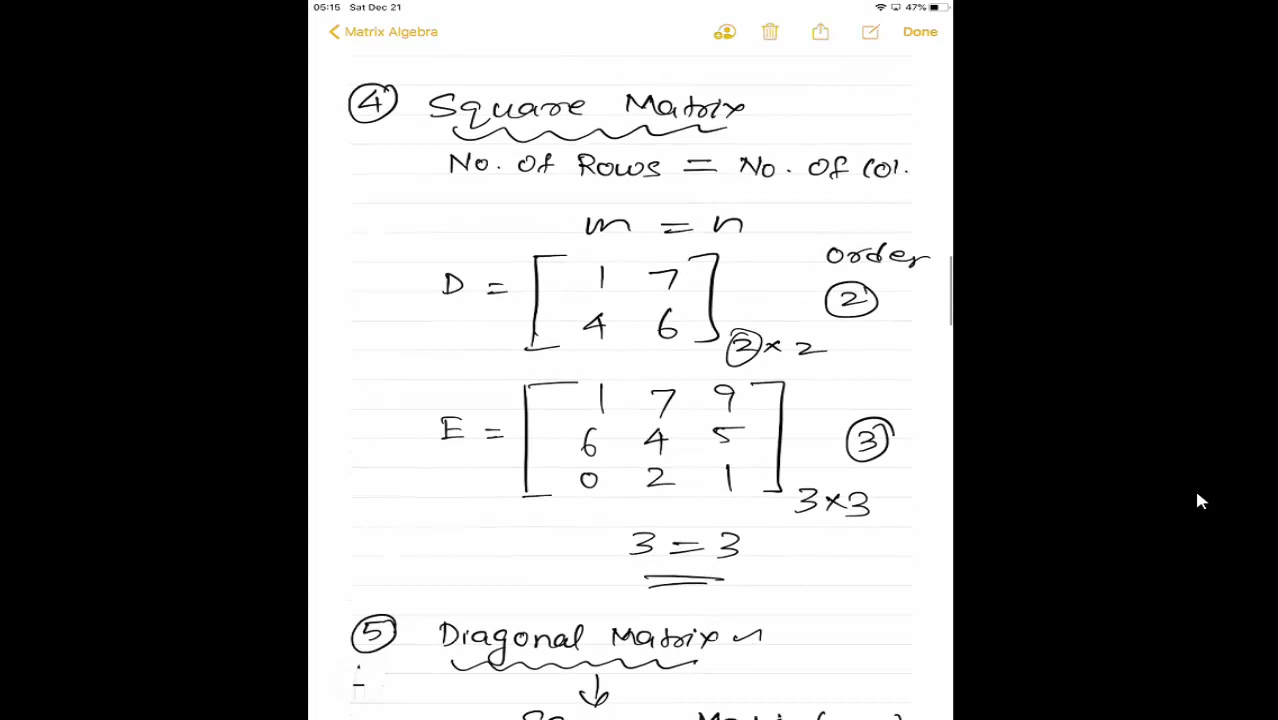 05:15 Sat Dec 21 47%
Matrix Algebra Done
4 Square Matrix
No. Of Rows = No. Of Col.
m = n
order
D = [ 1 7 2
4 6 ] 2 × 2
E = [ 1 7 9
6 4 5 3
0 2 1 ] 3×3
3 = 3
5 Diagonal Matrix